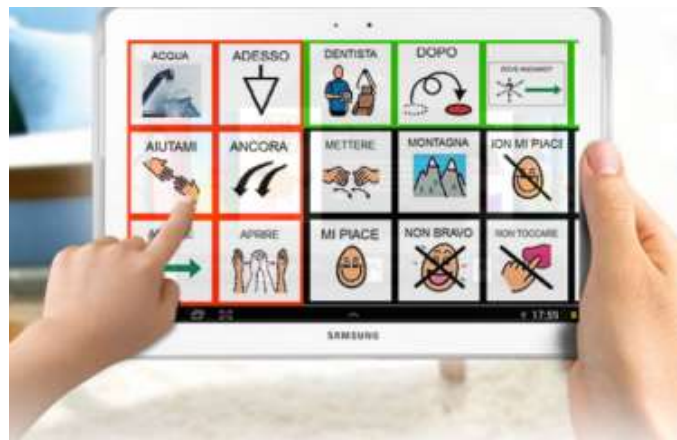 ACQUA
ADESSO
DENTISTA
DOPO
AIUTAMI
ANCORA
METTERE
MONTAGNA
ION MI PIACE
APRIRE
MI PIACE
NON BRAVO
NON TOCCARE
17:59
SAMSUNG